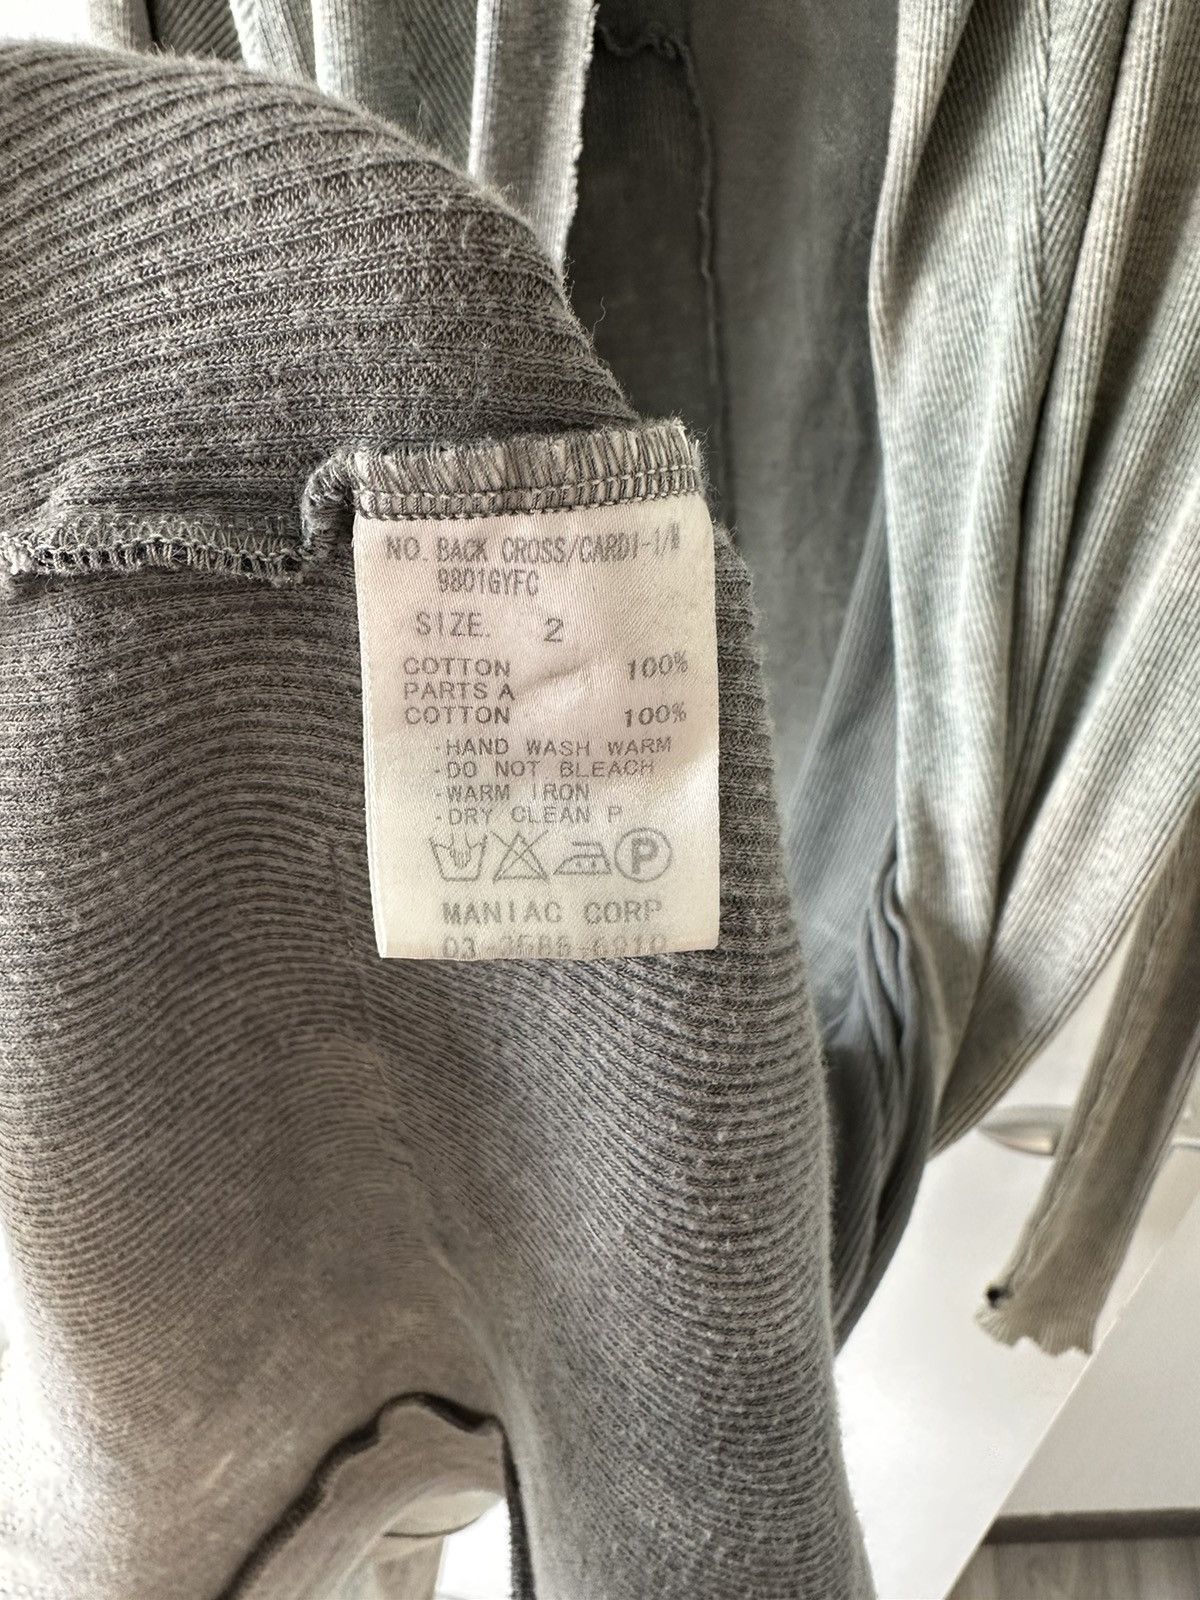 NO. BACK CROSS/CARDI-1/M
9801GYFC
SIZE. 2
COTTON 100%
PARTS A
COTTON 100%
·HAND WASH WARM
·DO NOT BLEACH
·WARM IRON
·DRY CLEAN P
P
MANIAC CORP